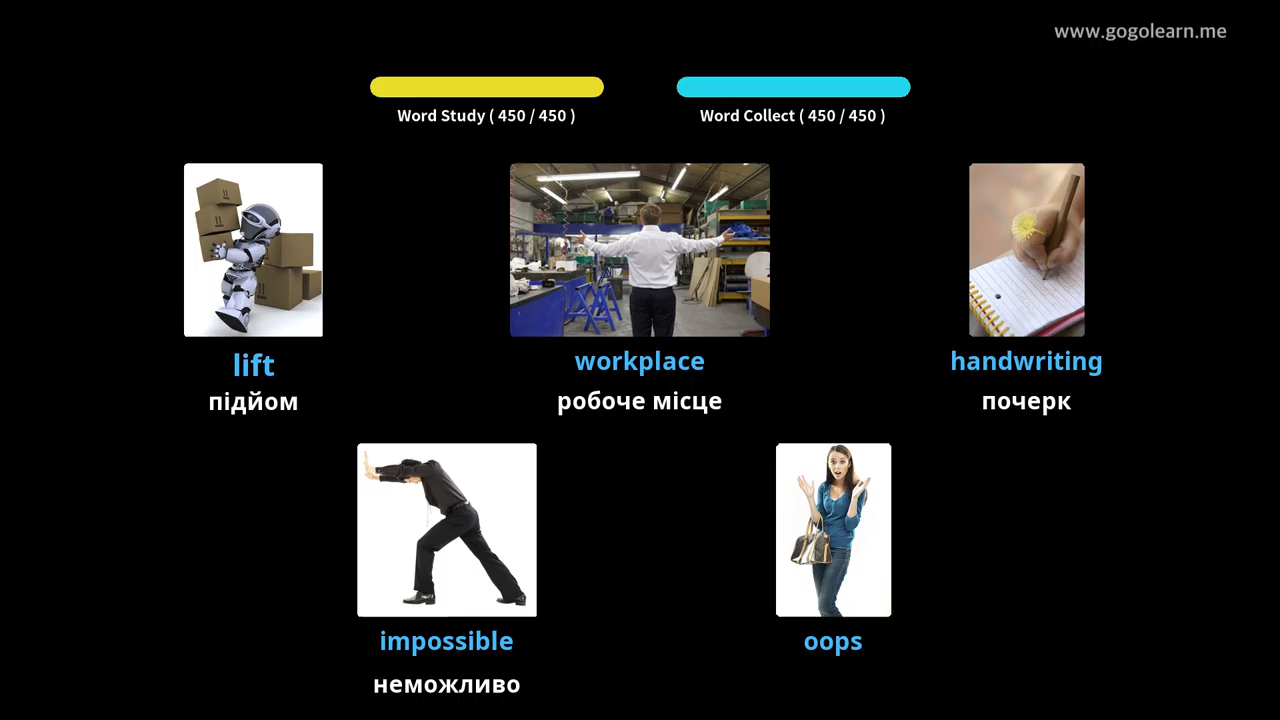 www.gogolearn.me
Word Study ( 450 / 450 )
Word Collect ( 450 / 450 )
lift
workplace
handwriting
підйом
робоче місце
почерк
impossible
oops
неможливо